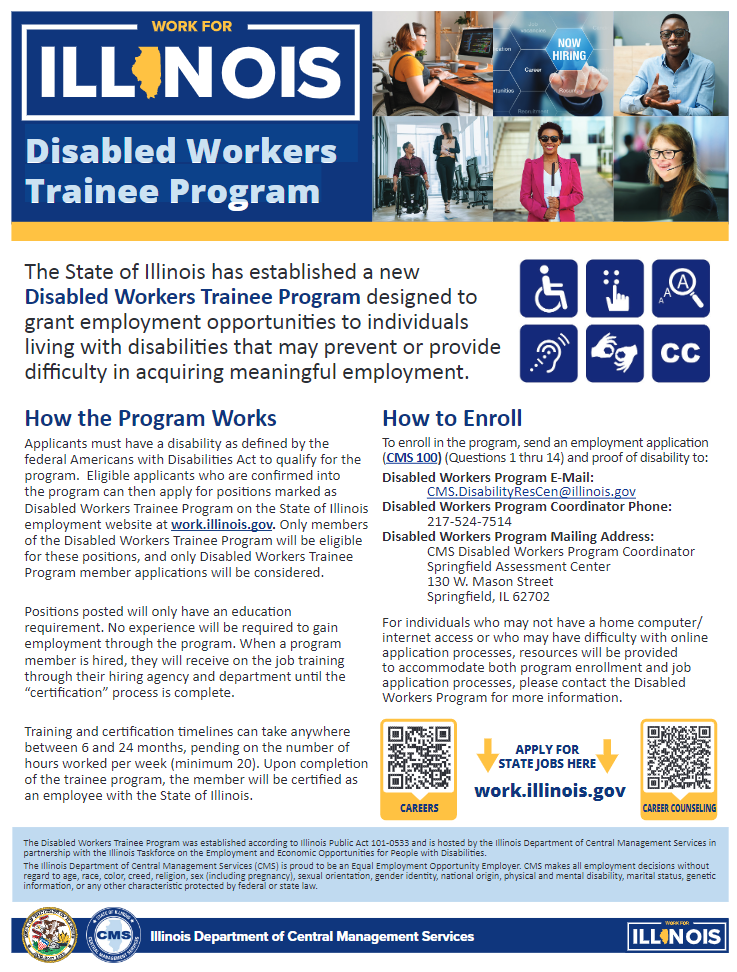 WORK FOR
ILLINOIS
Disabled Workers
Trainee Program
Career
NOW
HIRING
The State of Illinois has established a new
Disabled Workers Trainee Program designed to
grant employment opportunities to individuals
living with disabilities that may prevent or provide
difficulty in acquiring meaningful employment.
A A A
CC
How the Program Works
Applicants must have a disability as defined by the
federal Americans with Disabilities Act to qualify for the
program.  Eligible applicants who are confirmed into
the program can then apply for positions marked as
Disabled Workers Trainee Program on the State of Illinois
employment website at work.illinois.gov. Only members
of the Disabled Workers Trainee Program will be eligible
for these positions, and only Disabled Workers Trainee
Program member applications will be considered.
Positions posted will only have an education
requirement. No experience will be required to gain
employment through the program. When a program
member is hired, they will receive on the job training
through their hiring agency and department until the
“certification” process is complete.
Training and certification timelines can take anywhere
between 6 and 24 months, pending on the number of
hours worked per week (minimum 20). Upon completion
of the trainee program, the member will be certified as
an employee with the State of Illinois.
How to Enroll
To enroll in the program, send an employment application
(CMS 100) (Questions 1 thru 14) and proof of disability to:
Disabled Workers Program E-Mail:
CMS.DisabilityResCen@illinois.gov
Disabled Workers Program Coordinator Phone:
217-524-7514
Disabled Workers Program Mailing Address:
CMS Disabled Workers Program Coordinator
Springfield Assessment Center
130 W. Mason Street
Springfield, IL 62702
For individuals who may not have a home computer/
internet access or who may have difficulty with online
application processes, resources will be provided
to accommodate both program enrollment and job
application processes, please contact the Disabled
Workers Program for more information.
CAREERS
APPLY FOR
STATE JOBS HERE
work.illinois.gov
CAREER COUNSELING
The Disabled Workers Trainee Program was established according to Illinois Public Act 101-0533 and is hosted by the Illinois Department of Central Management Services in
partnership with the Illinois Taskforce on the Employment and Economic Opportunities for People with Disabilities.
The Illinois Department of Central Management Services (CMS) is proud to be an Equal Employment Opportunity Employer. CMS makes all employment decisions without
regard to age, race, color, creed, religion, sex (including pregnancy), sexual orientation, gender identity, national origin, physical and mental disability, marital status, genetic
information, or any other characteristic protected by federal or state law.
STATE OF ILLINOIS
CMS
CENTRAL MANAGEMENT SERVICES
Illinois Department of Central Management Services
WORK FOR
ILLINOIS